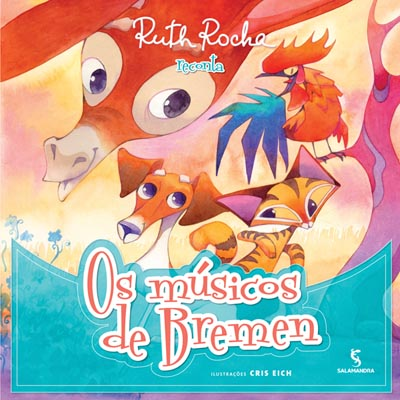 Ruth Rocha
reconta
Os músicos
de Bremen
ILUSTRAÇÕES CRIS EICH
SALAMANDRA